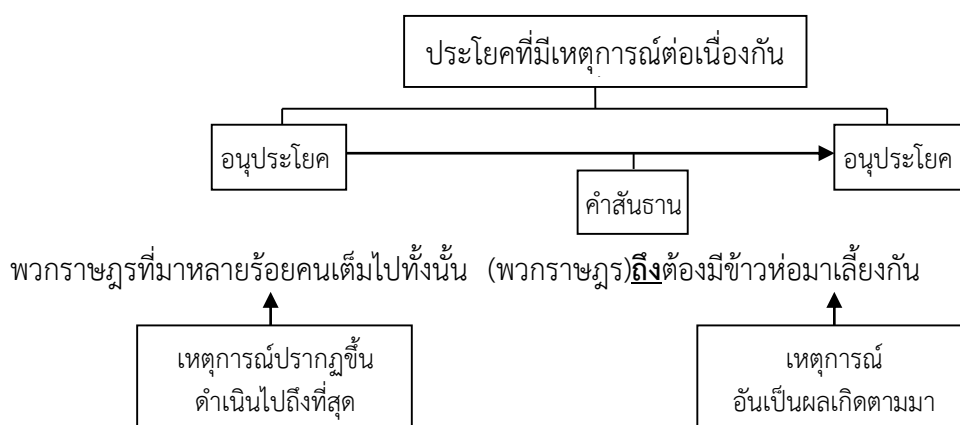 ประโยคที่มีเหตุการณ์ต่อเนื่องกัน
อนุประโยค
อนุประโยค
คำสันธาน
พวกราษฎรที่มาหลายร้อยคนเต็มไปทั้งนั้น (พวกราษฎร)ถึงต้องมีข้าวห่อมาเลี้ยงกัน
เหตุการณ์ปรากฏขึ้น
ดำเนินไปถึงที่สุด
เหตุการณ์
อันเป็นผลเกิดตามมา